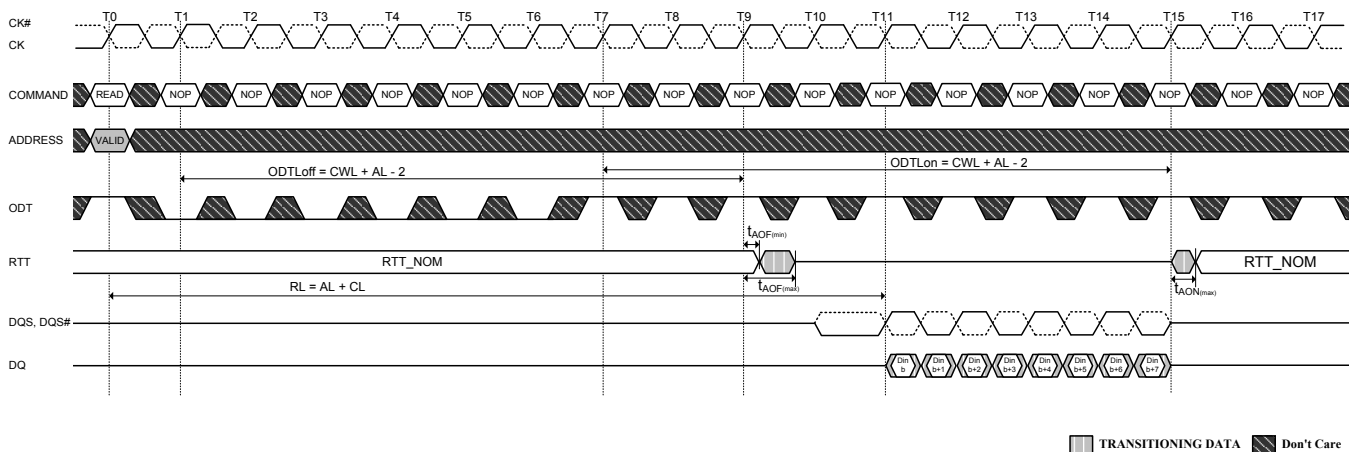 CK#
CK
T0 T1 T2 T3 T4 T5 T6 T7 T8 T9 T10 T11 T12 T13 T14 T15 T16 T17
COMMAND READ NOP NOP NOP NOP NOP NOP NOP NOP NOP NOP NOP NOP NOP NOP NOP NOP NOP
ADDRESS VALID
ODTLoff = CWL + AL - 2
ODTLon = CWL + AL - 2
ODT
tAOF(min)
RTT RTT_NOM RTT_NOM
tAOF(max)
tAON(max)
RL = AL + CL
DQS, DQS#
DQ
Din b
Din b+1
Din b+2
Din b+3
Din b+4
Din b+5
Din b+6
Din b+7
TRANSITIONING DATA Don't Care